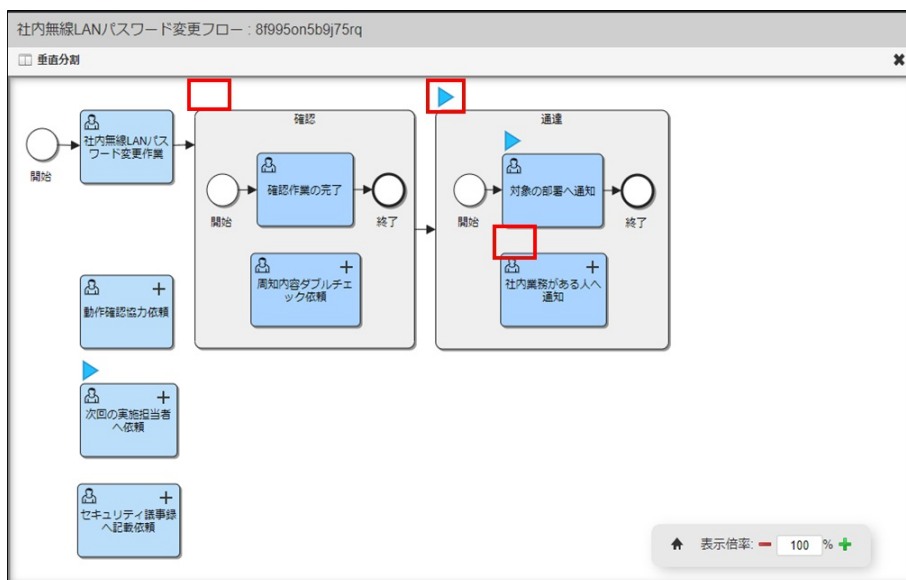 社内無線LANパスワード変更フロー : 8f995on5b9j75rq
垂直分割
社内無線LANパス
ワード変更作業
開始
確認
確認作業の完了
開始
終了
周知内容ダブルチェ
ック依頼
通達
対象の部署へ通知
開始
終了
社内業務がある人へ
通知
動作確認協力依頼
次回の実施担当者
へ依頼
セキュリティ議事録
へ記載依頼
表示倍率: 100 %